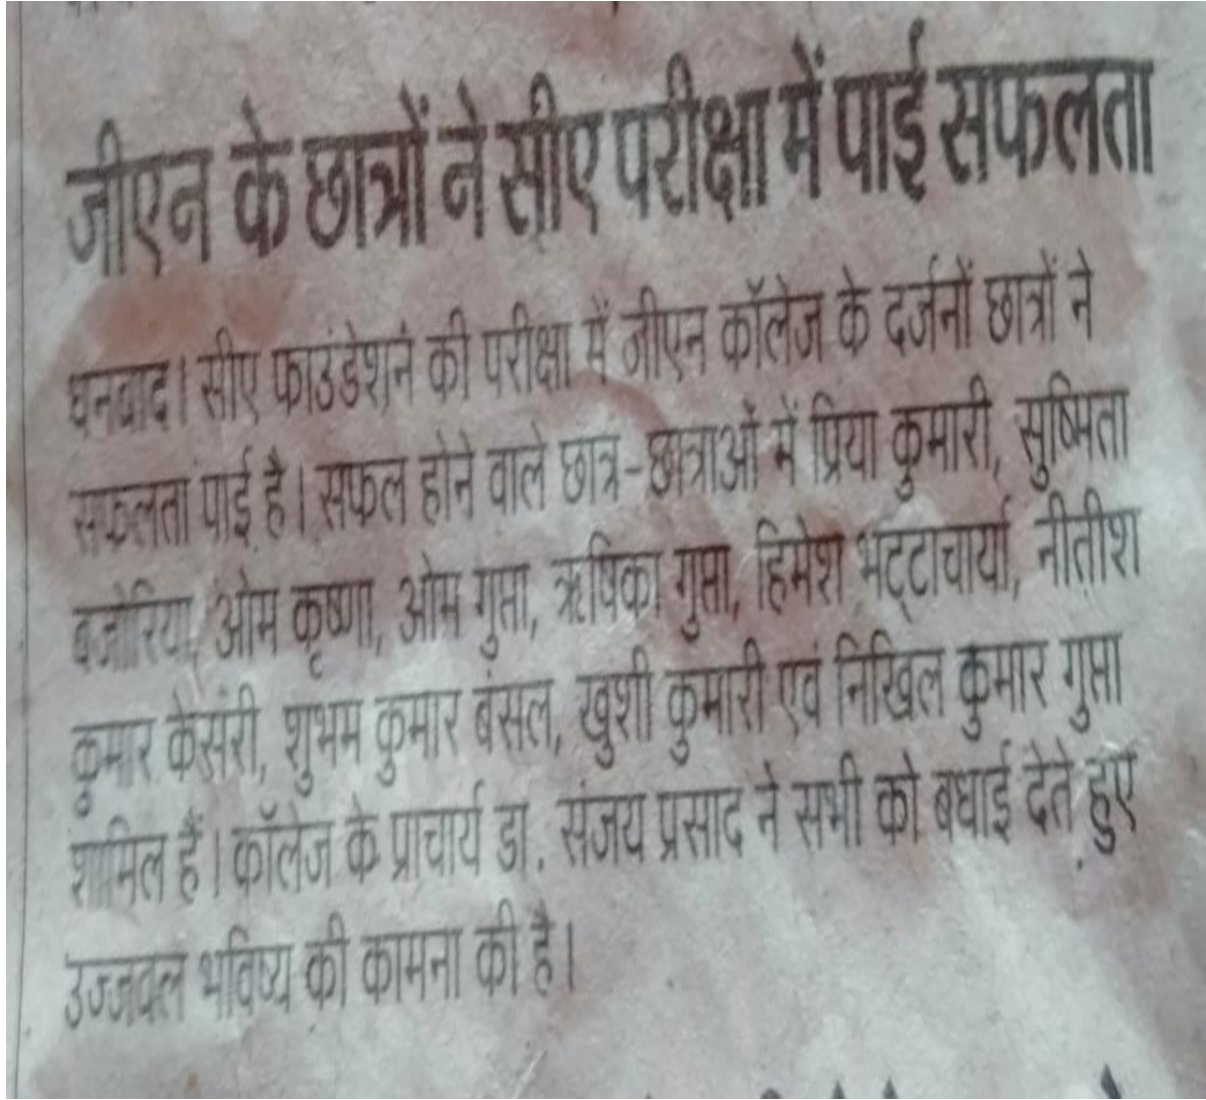 जीएन के छात्रों ने सीए परीक्षा में पाई सफलता
धनबाद। सीए फाउंडेशन की परीक्षा में जीएन कॉलेज के दर्जनों छात्रों ने
सफलता पाई है। सफल होने वाले छात्र-छात्राओं में प्रिया कुमारी, सुष्मिता
बजोरिया, ओम कृष्णा, ओम गुप्ता, ऋषिका गुप्ता, हिमेश भट्टाचार्या, नीतीश
कुमार केसरी, शुभम कुमार बंसल, खुशी कुमारी एवं निखिल कुमार गुप्ता
शामिल हैं। कॉलेज के प्राचार्य डा. संजय प्रसाद ने सभी को बधाई देते हुए
उज्जवल भविष्य की कामना की है।